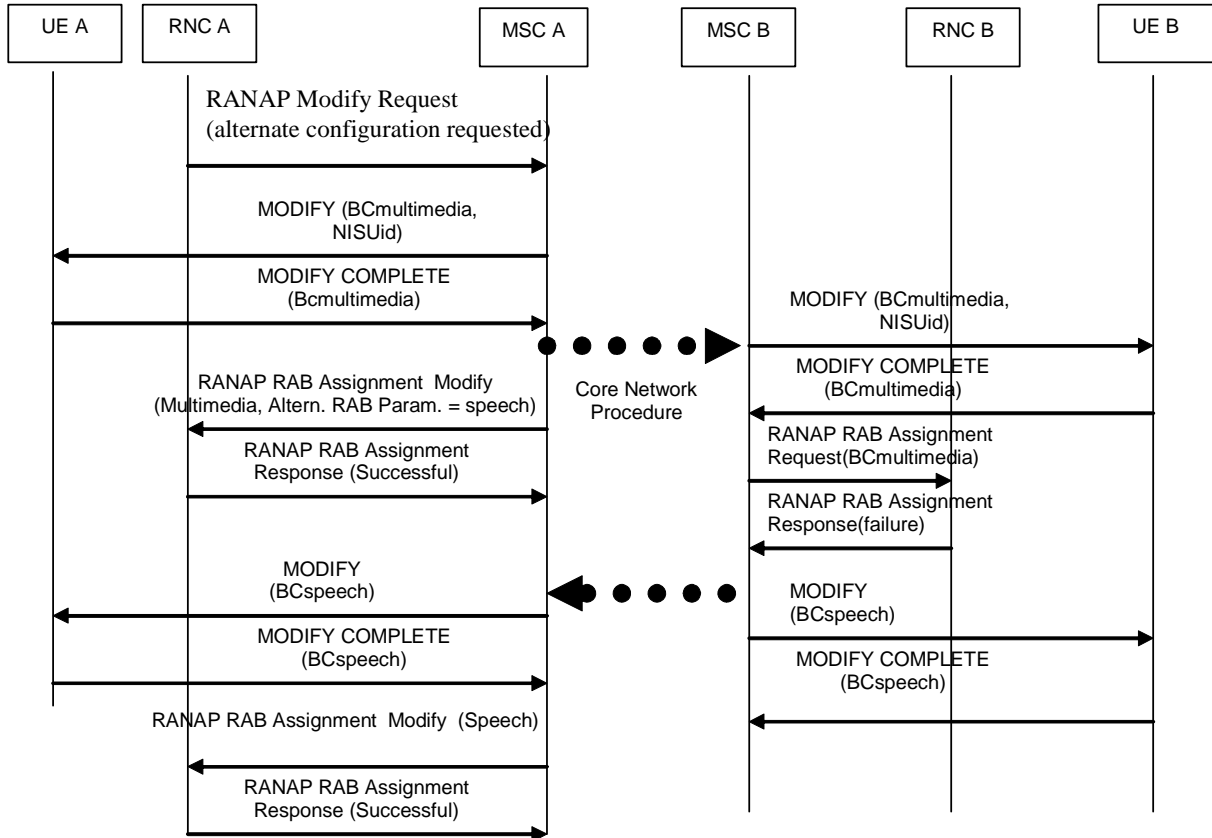 UE A
RNC A
MSC A
MSC B
RNC B
UE B
RANAP Modify Request
(alternate configuration requested)
MODIFY (BCmultimedia,
NISUid)
MODIFY COMPLETE
(Bcmultimedia)
MODIFY (BCmultimedia,
NISUid)
MODIFY COMPLETE
(BCmultimedia)
RANAP RAB Assignment Modify
(Multimedia, Altern. RAB Param. = speech)
Core Network
Procedure
RANAP RAB Assignment
Request(BCmultimedia)
RANAP RAB Assignment
Response (Successful)
RANAP RAB Assignment
Response(failure)
MODIFY
(BCspeech)
MODIFY
(BCspeech)
MODIFY COMPLETE
(BCspeech)
MODIFY COMPLETE
(BCspeech)
RANAP RAB Assignment Modify (Speech)
RANAP RAB Assignment
Response (Successful)